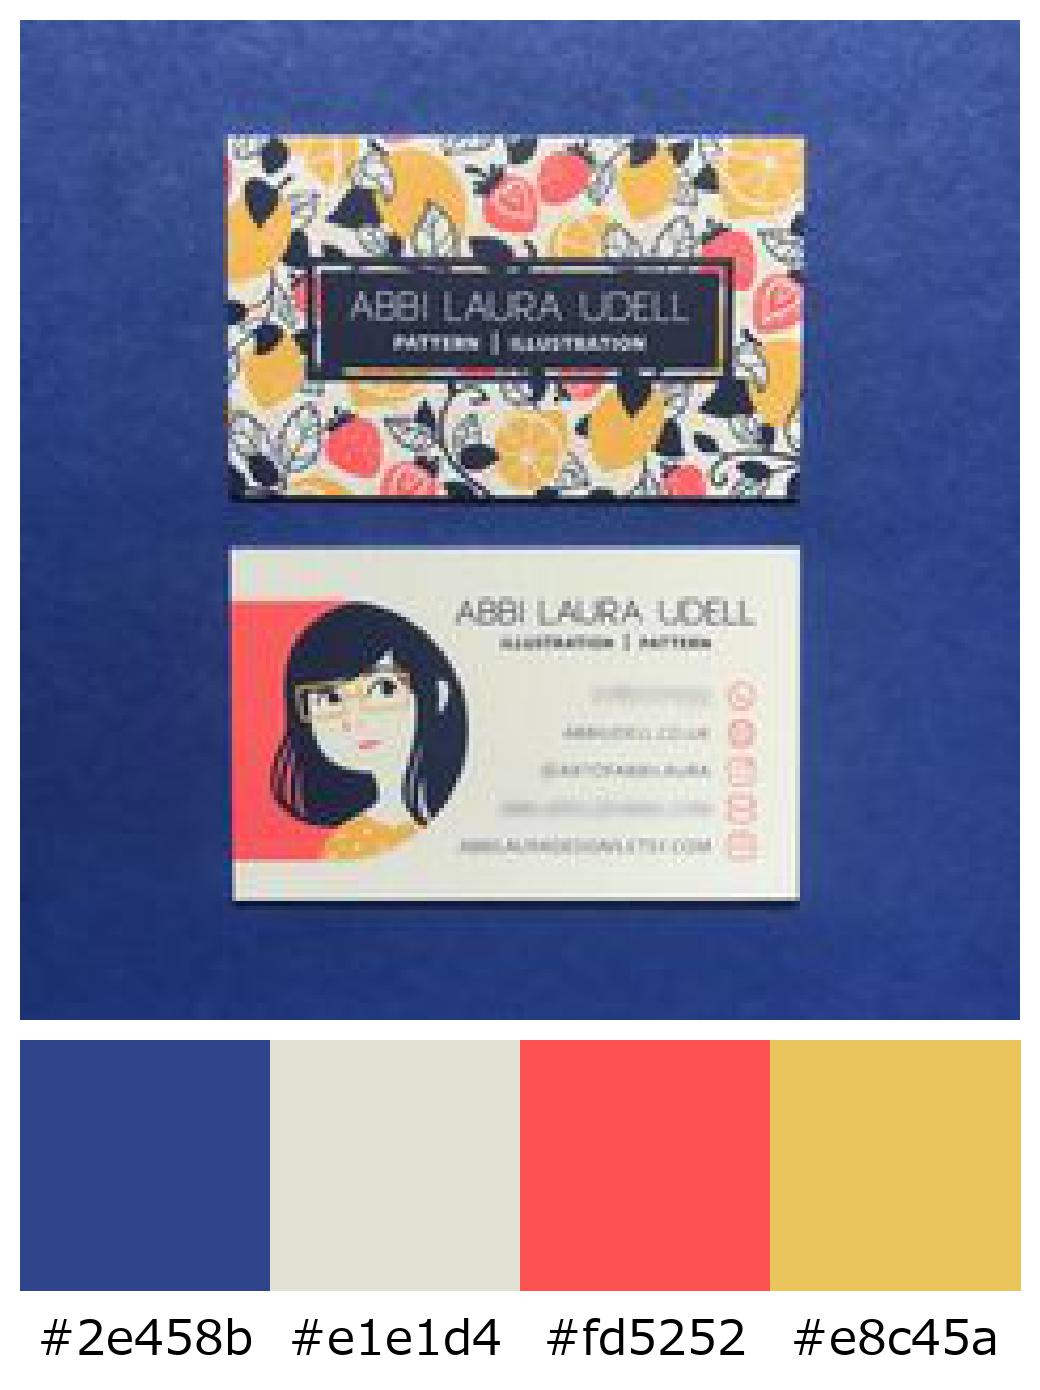 ABBI LAURA UDELL
PATTERN | ILLUSTRATION
ABBI LAURA UDELL
ILLUSTRATION | PATTERN
ABBIUDELL.CO.UK
@ARTOFABBILAURA
ABBILAURADESIGNS.ETSY.COM
#2e458b #e1e1d4 #fd5252 #e8c45a